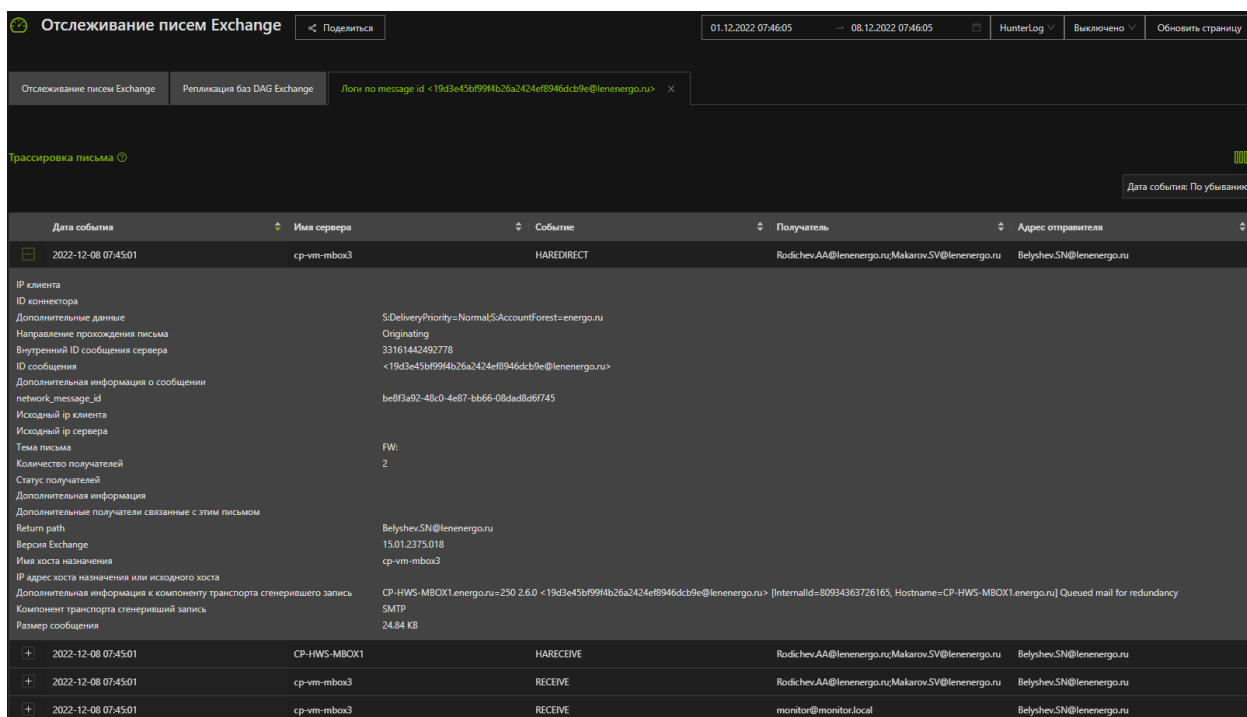 Отслеживание писем Exchange Поделиться 01.12.2022 07:46:05 → 08.12.2022 07:46:05 HunterLog Выключено Обновить страницу
Отслеживание писем Exchange Репликация баз DAG Exchange Логи по message id <19d3e45bf99f4b26a2424ef8946dcb9e@lenenergo.ru> X
Трассировка письма
Дата события: По убыванию
Дата события Имя сервера Событие Получатель Адрес отправителя
2022-12-08 07:45:01 cp-vm-mbox3 HAREDIRECT Rodichev.AA@lenenergo.ru;Makarov.SV@lenenergo.ru Belyshev.SN@lenenergo.ru
IP клиента
ID коннектора
Дополнительные данные S:DeliveryPriority=Normal;S:AccountForest=energo.ru
Направление прохождения письма Originating
Внутренний ID сообщения сервера 33161442492778
ID сообщения <19d3e45bf99f4b26a2424ef8946dcb9e@lenenergo.ru>
Дополнительная информация о сообщении
network_message_id be8f3a92-48c0-4e87-bb66-08dad8d6f745
Исходный ip клиента
Исходный ip сервера
Тема письма FW:
Количество получателей 2
Статус получателей
Дополнительная информация
Дополнительные получатели связанные с этим письмом
Return path Belyshev.SN@lenenergo.ru
Версия Exchange 15.01.2375.018
Имя хоста назначения cp-vm-mbox3
IP адрес хоста назначения или исходного хоста
Дополнительная информация к компоненту транспорта сгенерившего запись CP-HWS-MBOX1.energo.ru=250 2.6.0 <19d3e45bf99f4b26a2424ef8946dcb9e@lenenergo.ru> [InternalId=80934363726165, Hostname=CP-HWS-MBOX1.energo.ru] Queued mail for redundancy
Компонент транспорта сгенеривший запись SMTP
Размер сообщения 24.84 KB
2022-12-08 07:45:01 CP-HWS-MBOX1 HARECEIVE Rodichev.AA@lenenergo.ru;Makarov.SV@lenenergo.ru Belyshev.SN@lenenergo.ru
2022-12-08 07:45:01 cp-vm-mbox3 RECEIVE Rodichev.AA@lenenergo.ru;Makarov.SV@lenenergo.ru Belyshev.SN@lenenergo.ru
2022-12-08 07:45:01 cp-vm-mbox3 RECEIVE monitor@monitor.local Belyshev.SN@lenenergo.ru